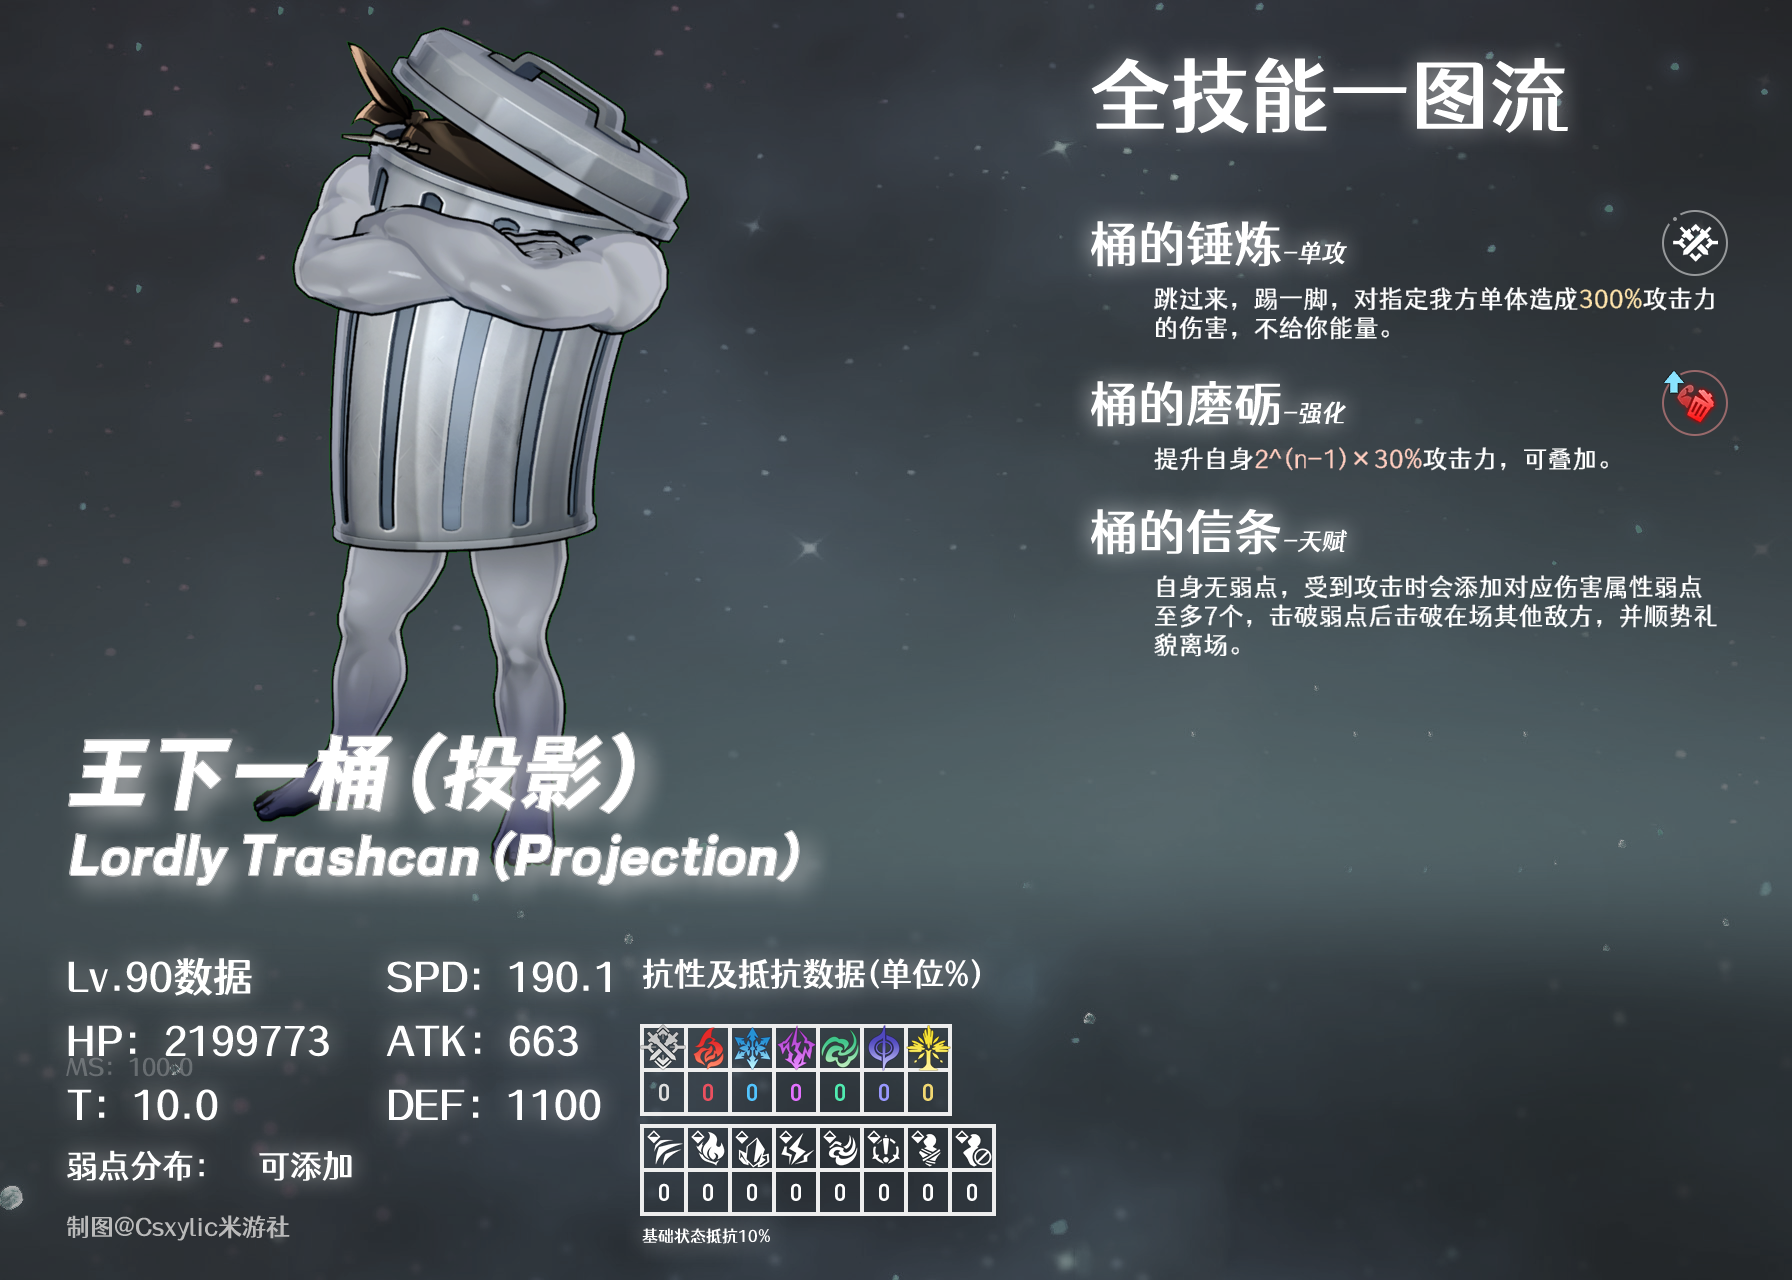 全技能一图流
桶的锤炼-单攻
跳过来，踢一脚，对指定我方单体造成300%攻击力
的伤害，不给你能量。
桶的磨砺-强化
提升自身2^(n-1)×30%攻击力，可叠加。
桶的信条-天赋
自身无弱点，受到攻击时会添加对应伤害属性弱点
至多7个，击破弱点后击破在场其他敌方，并顺势礼
貌离场。
王下一桶(投影)
Lordly Trashcan (Projection)
Lv.90数据
SPD: 190.1
HP: 2199773
ATK: 663
MS: 100.0
T: 10.0
DEF: 1100
弱点分布: 可添加
制图@Csxylic米游社
抗性及抵抗数据(单位%)
0 0 0 0 0 0 0
0 0 0 0 0 0 0 0
基础状态抵抗10%